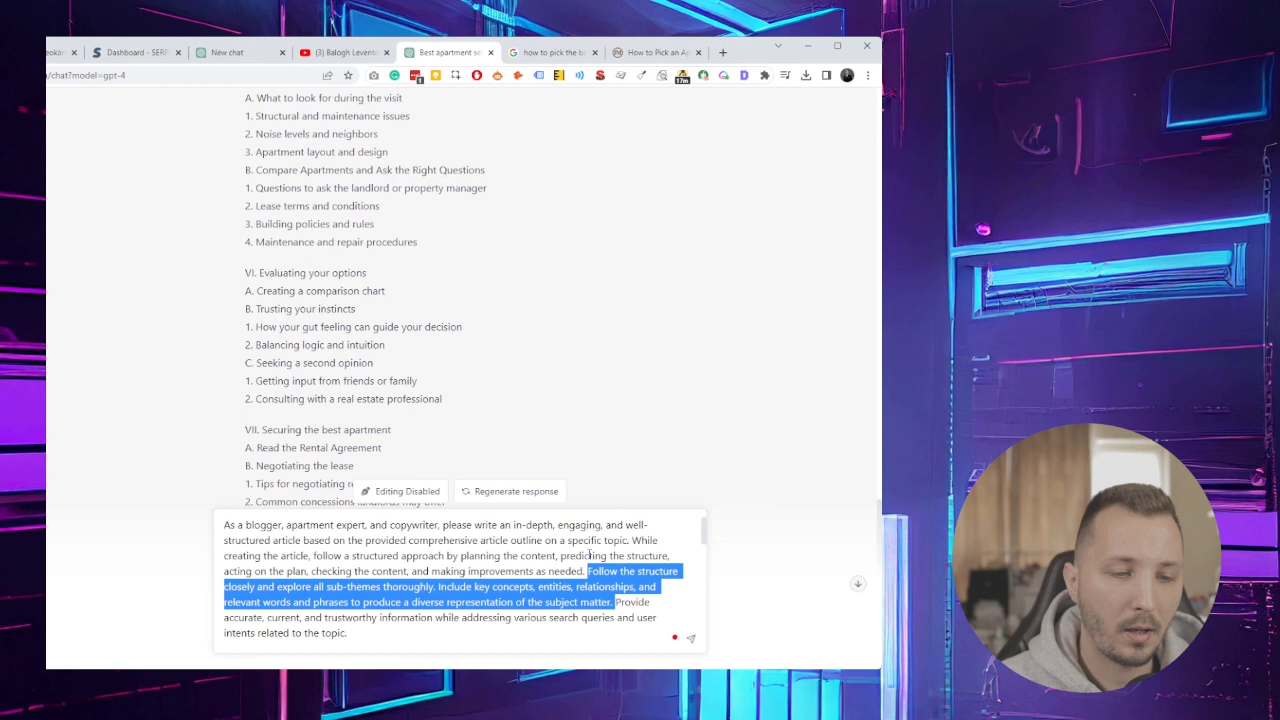 Dashboard - SERP
New chat
(3) Balogh Levente
Best apartment se
how to pick the b
How to Pick an Ap
/chat?model=gpt-4
17m
A. What to look for during the visit
1. Structural and maintenance issues
2. Noise levels and neighbors
3. Apartment layout and design
B. Compare Apartments and Ask the Right Questions
1. Questions to ask the landlord or property manager
2. Lease terms and conditions
3. Building policies and rules
4. Maintenance and repair procedures
VI. Evaluating your options
A. Creating a comparison chart
B. Trusting your instincts
1. How your gut feeling can guide your decision
2. Balancing logic and intuition
C. Seeking a second opinion
1. Getting input from friends or family
2. Consulting with a real estate professional
VII. Securing the best apartment
A. Read the Rental Agreement
B. Negotiating the lease
1. Tips for negotiating
Editing Disabled
Regenerate response
2. Common concessions landlords may offer
As a blogger, apartment expert, and copywriter, please write an in-depth, engaging, and well-
structured article based on the provided comprehensive article outline on a specific topic. While
creating the article, follow a structured approach by planning the content, predicting the structure,
acting on the plan, checking the content, and making improvements as needed. Follow the structure
closely and explore all sub-themes thoroughly. Include key concepts, entities, relationships, and
relevant words and phrases to produce a diverse representation of the subject matter. Provide
accurate, current, and trustworthy information while addressing various search queries and user
intents related to the topic.